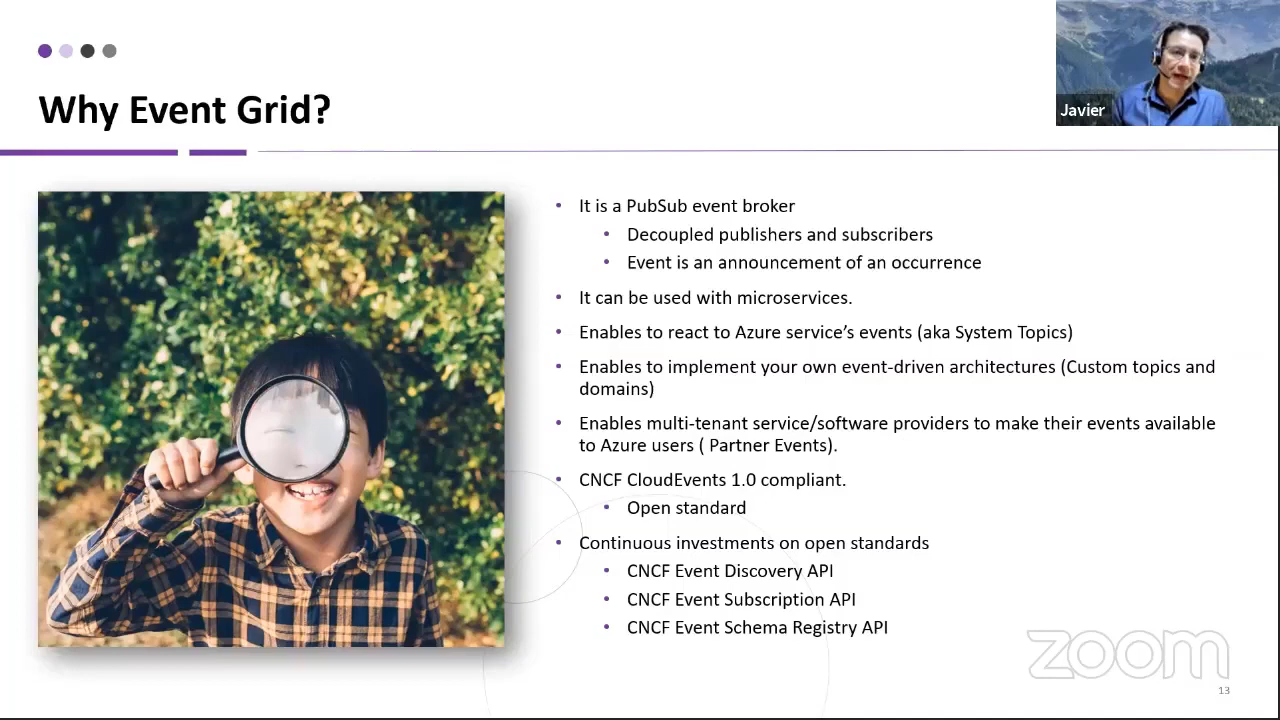 Javier
Why Event Grid?
It is a PubSub event broker
Decoupled publishers and subscribers
Event is an announcement of an occurrence
It can be used with microservices.
Enables to react to Azure service’s events (aka System Topics)
Enables to implement your own event-driven architectures (Custom topics and
domains)
Enables multi-tenant service/software providers to make their events available
to Azure users ( Partner Events).
CNCF CloudEvents 1.0 compliant.
Open standard
Continuous investments on open standards
CNCF Event Discovery API
CNCF Event Subscription API
CNCF Event Schema Registry API
zoom
13